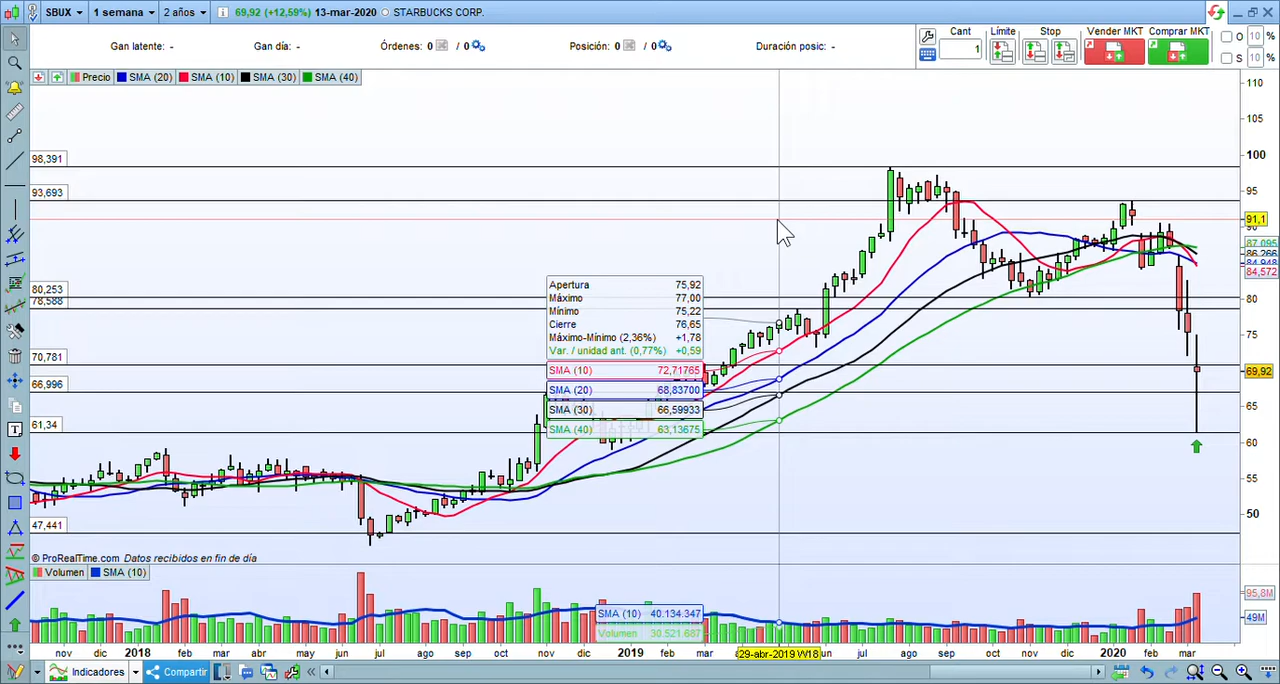 SBUX 1 semana 2 años 69,92 (+12,59%) 13-mar-2020 STARBUCKS CORP.
Gan latente: - Gan día: - Órdenes: 0 / 0 Posición: 0 / 0 Duración posic: -
Cant Límite Stop Vender MKT Comprar MKT
1
O 10 %
S 10 %
Precio SMA (20) SMA (10) SMA (30) SMA (40)
110
105
98,391
100
95
93,693
91,1
90
87,095
86,266
84,948
84,572
80,253
80
78,588
75
70,781
69,92
66,996
65
61,34
60
55
50
47,441
Apertura 75,92
Máximo 77,00
Mínimo 75,22
Cierre 76,65
Máximo-Mínimo (2,36%) +1,78
Var. / unidad ant. (0,77%) +0,59
SMA (10) 72,71765
SMA (20) 68,83700
SMA (30) 66,59933
SMA (40) 63,13675
© ProRealTime.com Datos recibidos en fin de día
Volumen SMA (10)
95,8M
49M
SMA (10) 40.134.347
Volumen 30.521.687
nov dic 2018 feb mar abr may jun jul ago sep oct nov 2019 feb mar 29-abr-2019 W18 jun jul ago sep oct nov dic 2020 feb mar
Indicadores Compartir